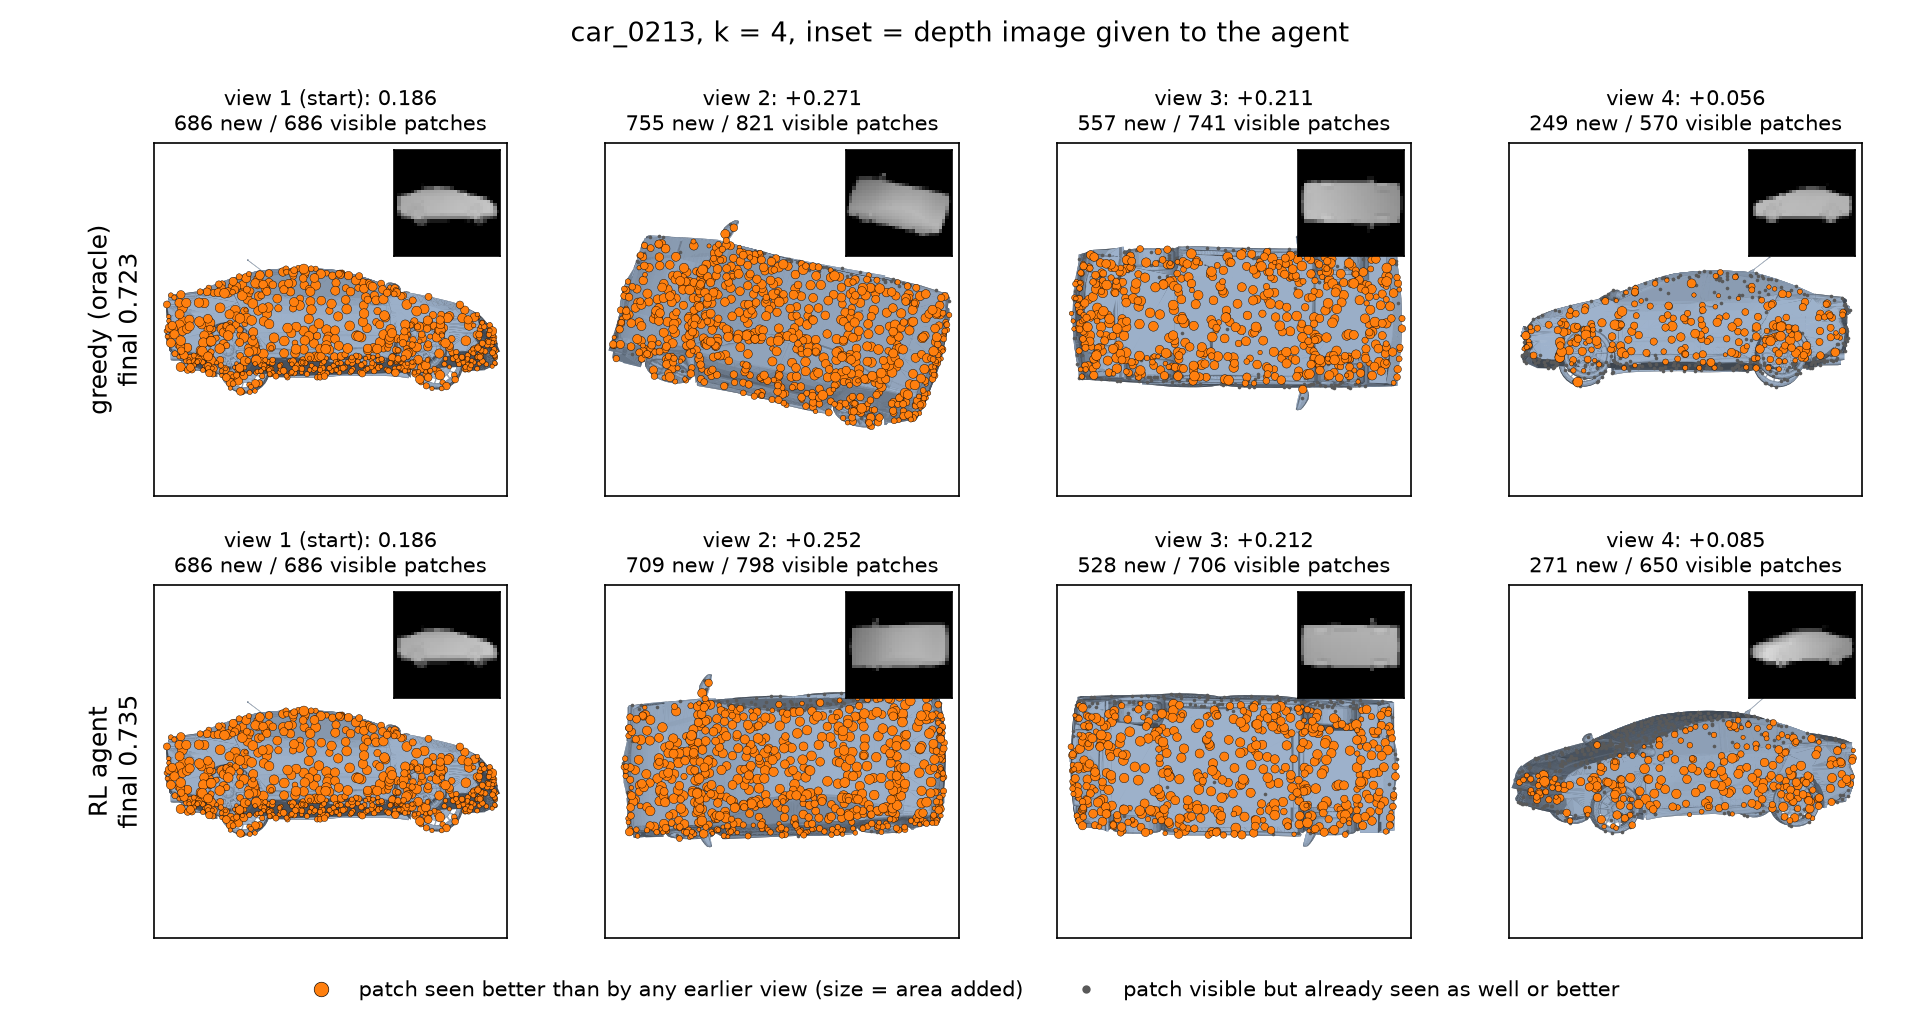 car_0213, k = 4, inset = depth image given to the agent
view 1 (start): 0.186
686 new / 686 visible patches
view 2: +0.271
755 new / 821 visible patches
view 3: +0.211
557 new / 741 visible patches
view 4: +0.056
249 new / 570 visible patches
greedy (oracle)
final 0.723
view 1 (start): 0.186
686 new / 686 visible patches
view 2: +0.252
709 new / 798 visible patches
view 3: +0.212
528 new / 706 visible patches
view 4: +0.085
271 new / 650 visible patches
RL agent
final 0.735
patch seen better than by any earlier view (size = area added)
patch visible but already seen as well or better